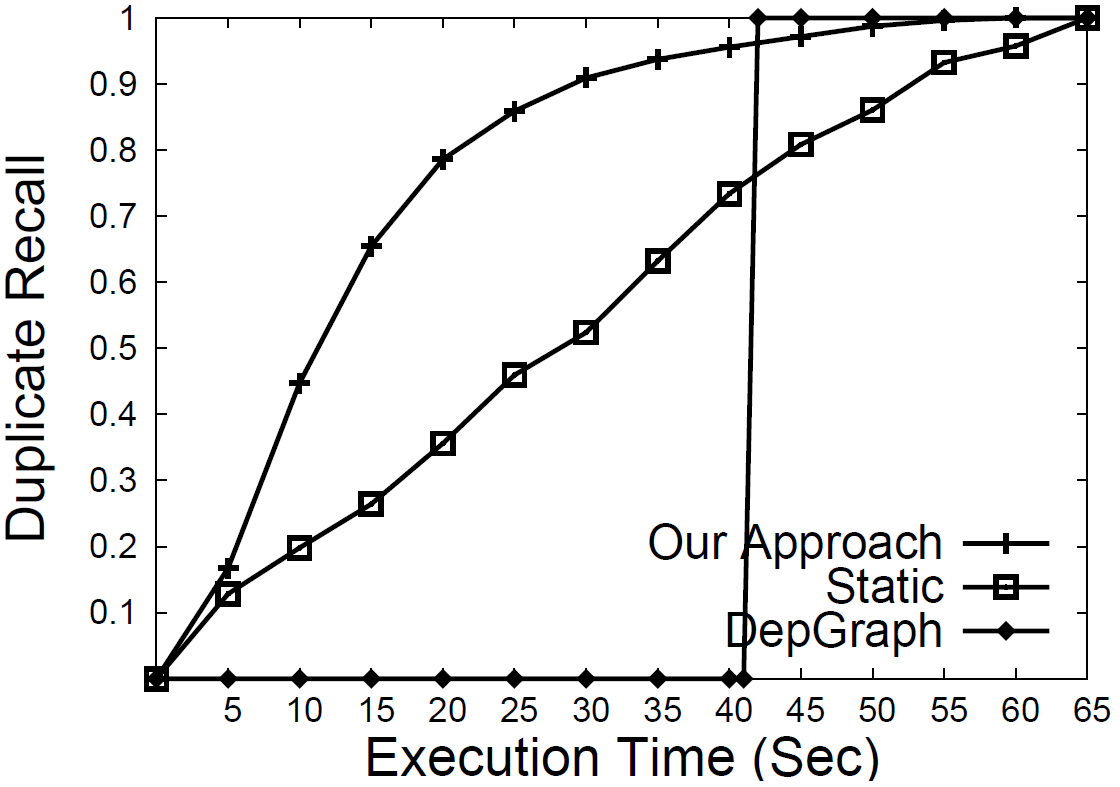 Duplicate Recall
1
0.9
0.8
0.7
0.6
0.5
0.4
0.3
0.2
0.1
Our Approach
Static
DepGraph
5 10 15 20 25 30 35 40 45 50 55 60 65
Execution Time (Sec)